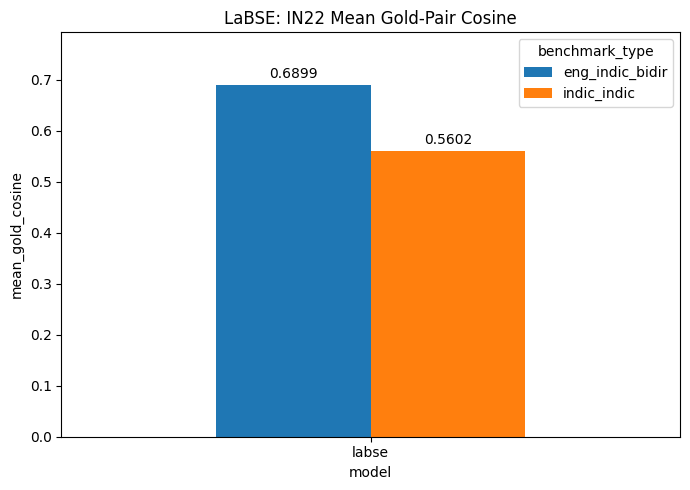 LaBSE: IN22 Mean Gold-Pair Cosine
benchmark_type
eng_indic_bidir
indic_indic
0.6899
0.5602
mean_gold_cosine
0.7
0.6
0.5
0.4
0.3
0.2
0.1
0.0
labse
model